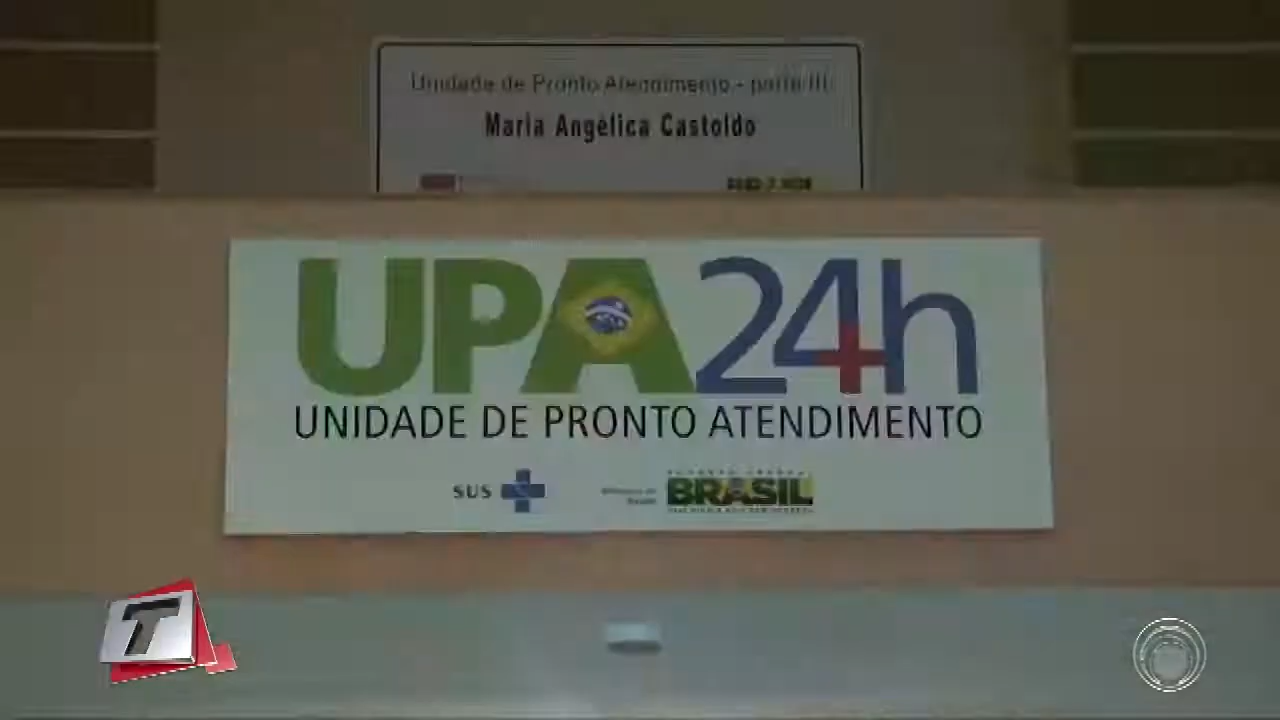 Unidade de Pronto Atendimento - porte III
Maria Angélica Castoldo
UPA24h
UNIDADE DE PRONTO ATENDIMENTO
SUS
BRASIL
T